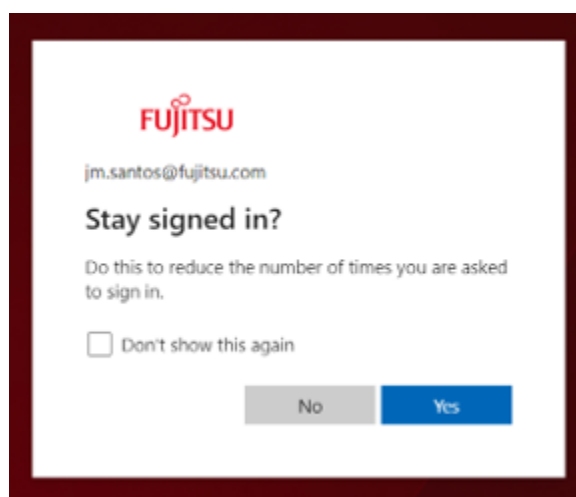 FUJITSU
jm.santos@fujitsu.com
Stay signed in?
Do this to reduce the number of times you are asked
to sign in.
Don't show this again
No
Yes